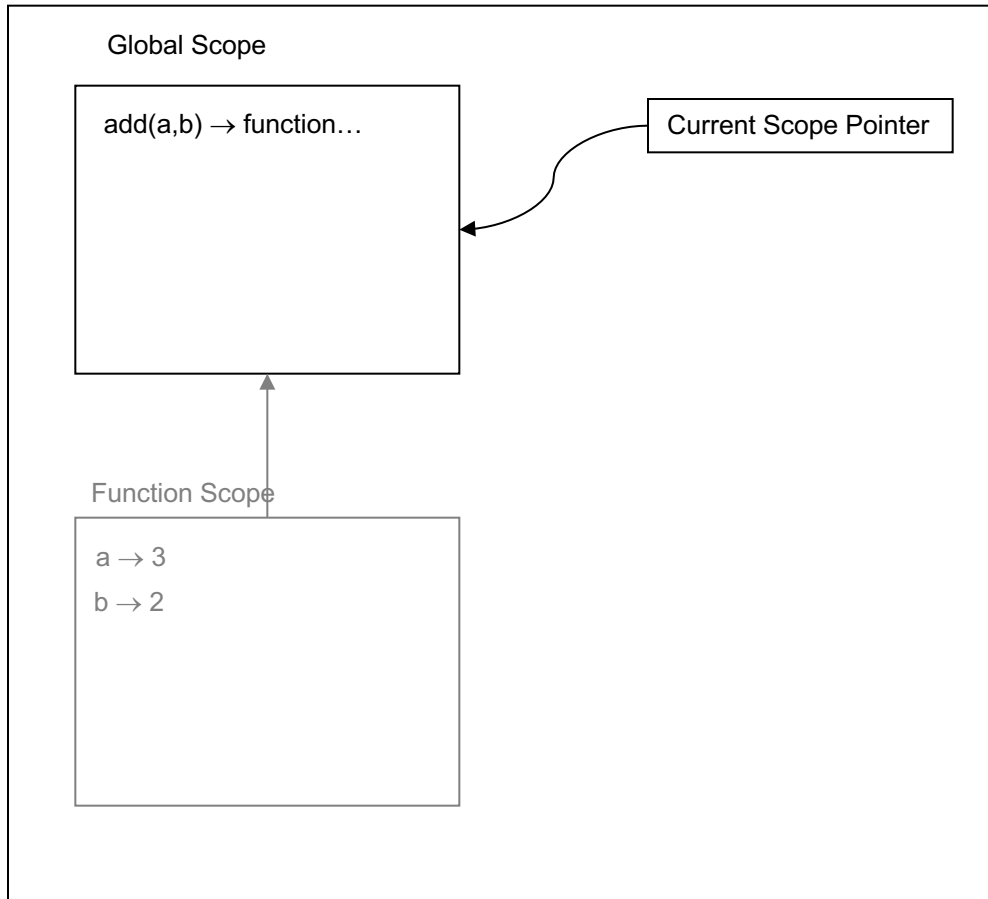 Global Scope
add(a,b) → function…
Current Scope Pointer
Function Scope
a → 3
b → 2